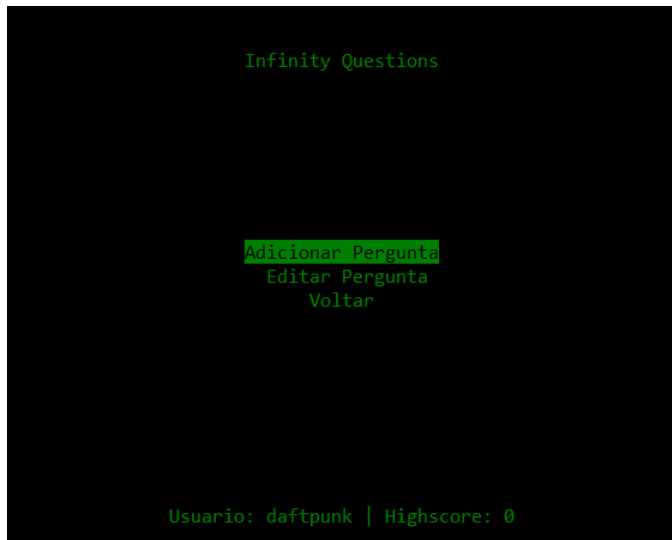 Infinity Questions
Adicionar Pergunta
Editar Pergunta
Voltar
Usuario: daftpunk | Highscore: 0